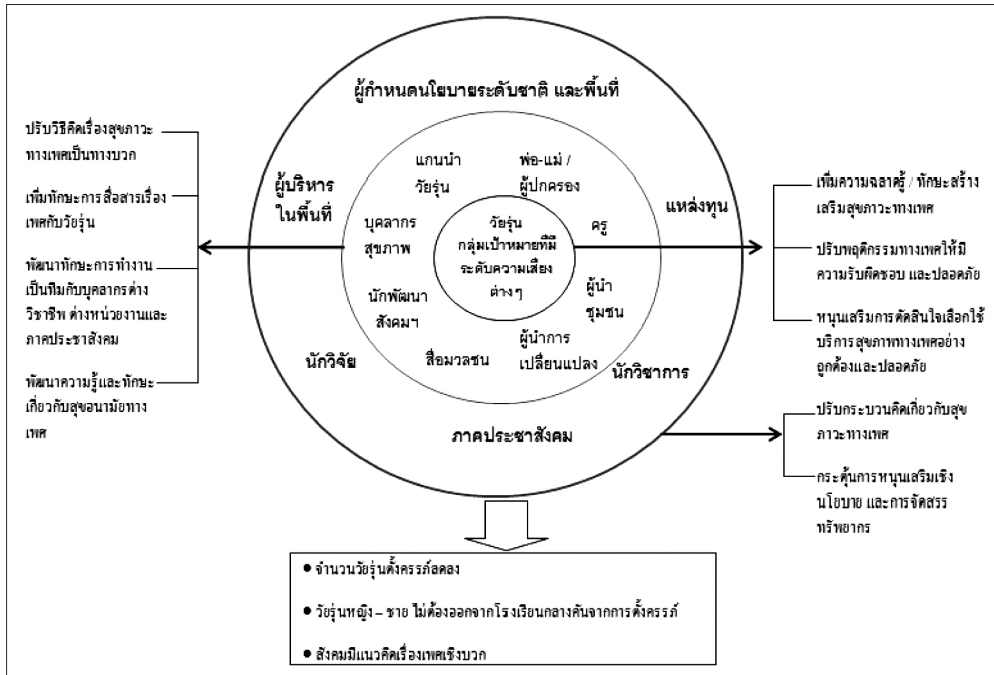 ผู้กำหนดนโยบายระดับชาติ และพื้นที่
ผู้บริหาร
ในพื้นที่
แหล่งทุน
นักวิจัย
นักวิชาการ
ภาคประชาสังคม
แกนนำ
วัยรุ่น
พ่อ-แม่ /
ผู้ปกครอง
บุคลากร
สุขภาพ
ครู
นักพัฒนา
สังคมฯ
ผู้นำ
ชุมชน
สื่อมวลชน
ผู้นำการ
เปลี่ยนแปลง
วัยรุ่น
กลุ่มเป้าหมายที่มี
ระดับความเสี่ยง
ต่างๆ
ปรับวิธีคิดเรื่องสุขภาวะ
ทางเพศเป็นทางบวก
เพิ่มทักษะการสื่อสารเรื่อง
เพศกับวัยรุ่น
พัฒนาทักษะการทำงาน
เป็นทีมกับบุคลากรต่าง
วิชาชีพ ต่างหน่วยงานและ
ภาคประชาสังคม
พัฒนาความรู้และทักษะ
เกี่ยวกับสุขอนามัยทาง
เพศ
เพิ่มความฉลาดรู้ / ทักษะสร้าง
เสริมสุขภาวะทางเพศ
ปรับพฤติกรรมทางเพศให้มี
ความรับผิดชอบ และปลอดภัย
หนุนเสริมการตัดสินใจเลือกใช้
บริการสุขภาพทางเพศอย่าง
ถูกต้องและปลอดภัย
ปรับกระบวนคิดเกี่ยวกับสุข
ภาวะทางเพศ
กระตุ้นการหนุนเสริมเชิง
นโยบาย และการจัดสรร
ทรัพยากร
● จำนวนวัยรุ่นตั้งครรภ์ลดลง
● วัยรุ่นหญิง – ชาย ไม่ต้องออกจากโรงเรียนกลางคันจากการตั้งครรภ์
● สังคมมีแนวคิดเรื่องเพศเชิงบวก